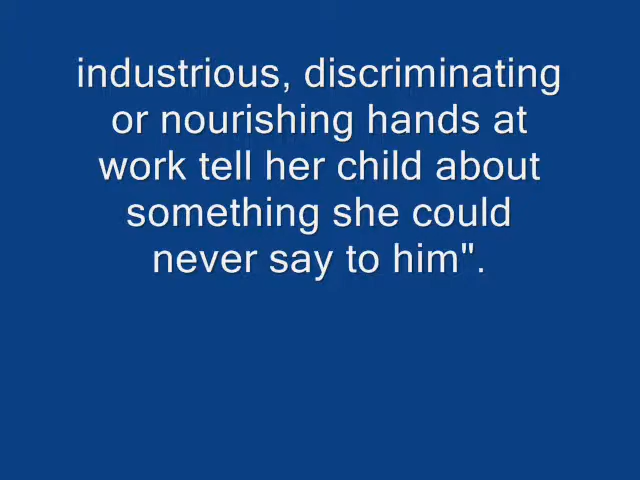 industrious, discriminating
or nourishing hands at
work tell her child about
something she could
never say to him".